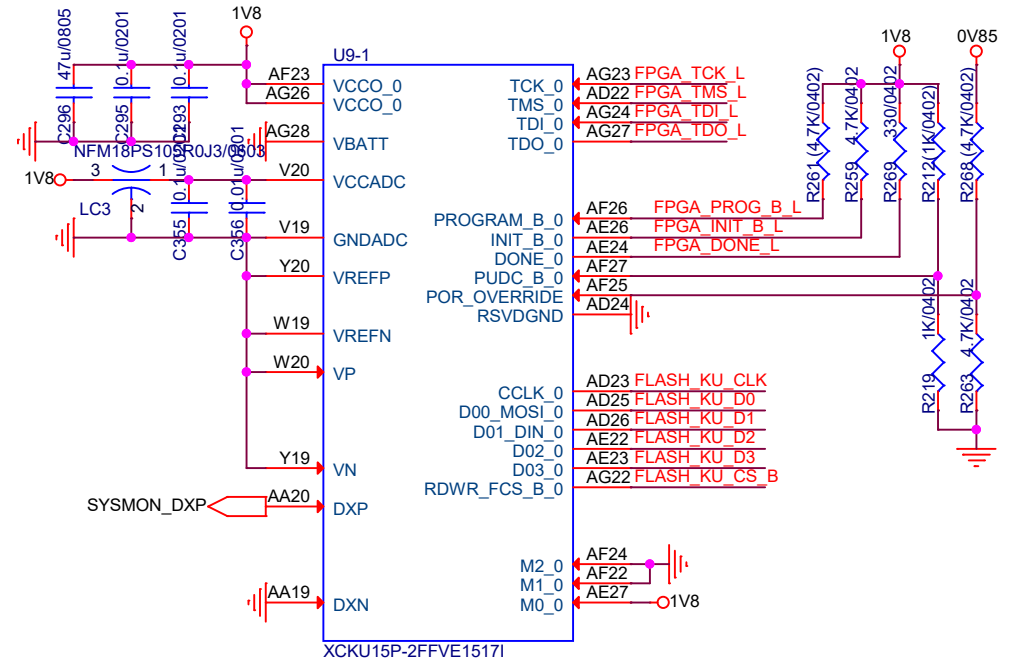 1V8
47u/0805
0.1u/0201
0.1u/0201
C296
C295
C293
U9-1
AF23
VCCO_0
AG26
VCCO_0
AG28
VBATT
NFM18PS105R0J3/0603
1V8
3
1
2
LC3
0.1u/0201
0.01u/0201
C355
C356
V20
VCCADC
V19
GNDADC
Y20
VREFP
W19
VREFN
W20
VP
Y19
VN
SYSMON_DXP
AA20
DXP
AA19
DXN
TCK_0
AG23
FPGA_TCK_L
TMS_0
AD22
FPGA_TMS_L
TDI_0
AG24
FPGA_TDI_L
TDO_0
AG27
FPGA_TDO_L
PROGRAM_B_0
AF26
FPGA_PROG_B_L
INIT_B_0
AE26
FPGA_INIT_B_L
DONE_0
AE24
FPGA_DONE_L
PUDC_B_0
AF27
POR_OVERRIDE
AF25
RSVDGND
AD24
CCLK_0
AD23
FLASH_KU_CLK
D00_MOSI_0
AD25
FLASH_KU_D0
D01_DIN_0
AD26
FLASH_KU_D1
D02_0
AE22
FLASH_KU_D2
D03_0
AE23
FLASH_KU_D3
RDWR_FCS_B_0
AG22
FLASH_KU_CS_B
M2_0
AF24
M1_0
AF22
M0_0
AE27
1V8
1V8
0V85
R261 (4.7K/0402)
R259 4.7K/0402
R269 330/0402
R212(1K/0402)
R268 (4.7K/0402)
R219 1K/0402
R263 4.7K/0402
XCKU15P-2FFVE1517I